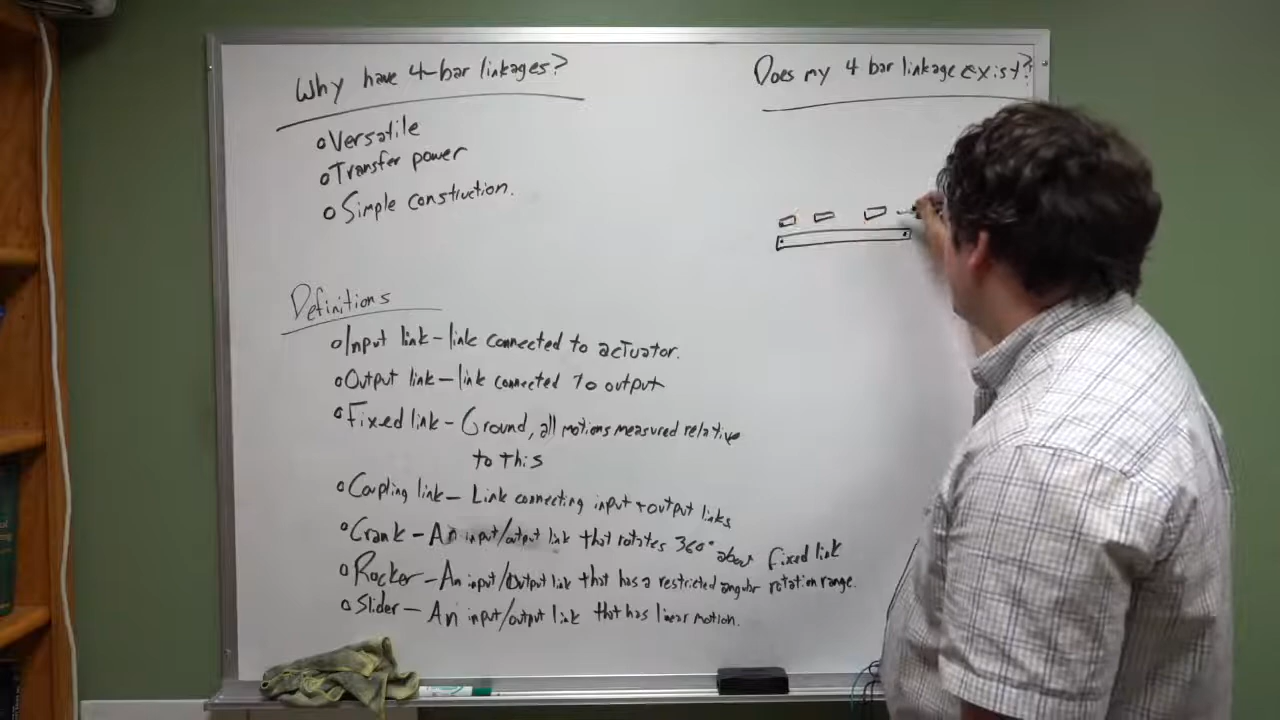 Why have 4-bar linkages?
Versatile
Transfer power
Simple construction.
Does my 4 bar linkage exist?
Definitions
Input link - link connected to actuator.
Output link - link connected to output
Fixed link - Ground, all motions measured relative
to this
Coupling link - Link connecting input + output links
Crank - An input/output link that rotates 360° about fixed link
Rocker - An input/output link that has a restricted angular rotation range.
Slider - An input/output link that has linear motion.